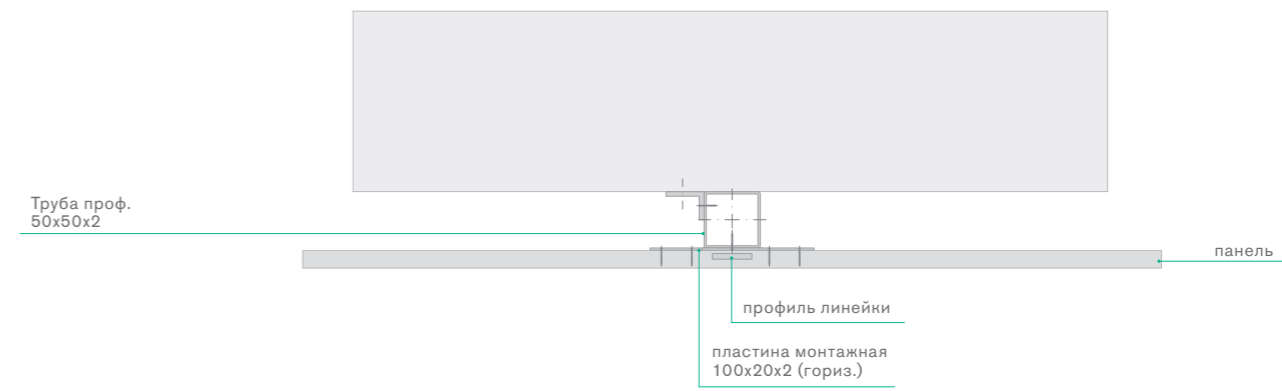 Труба проф.
50х50х2
панель
профиль линейки
пластина монтажная
100х20х2 (гориз.)